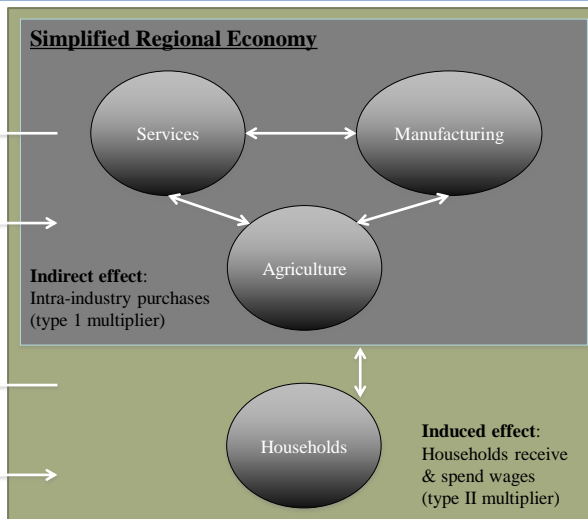 Simplified Regional Economy
Services
Manufacturing
Agriculture
Indirect effect:
Intra-industry purchases
(type 1 multiplier)
Households
Induced effect:
Households receive
& spend wages
(type II multiplier)